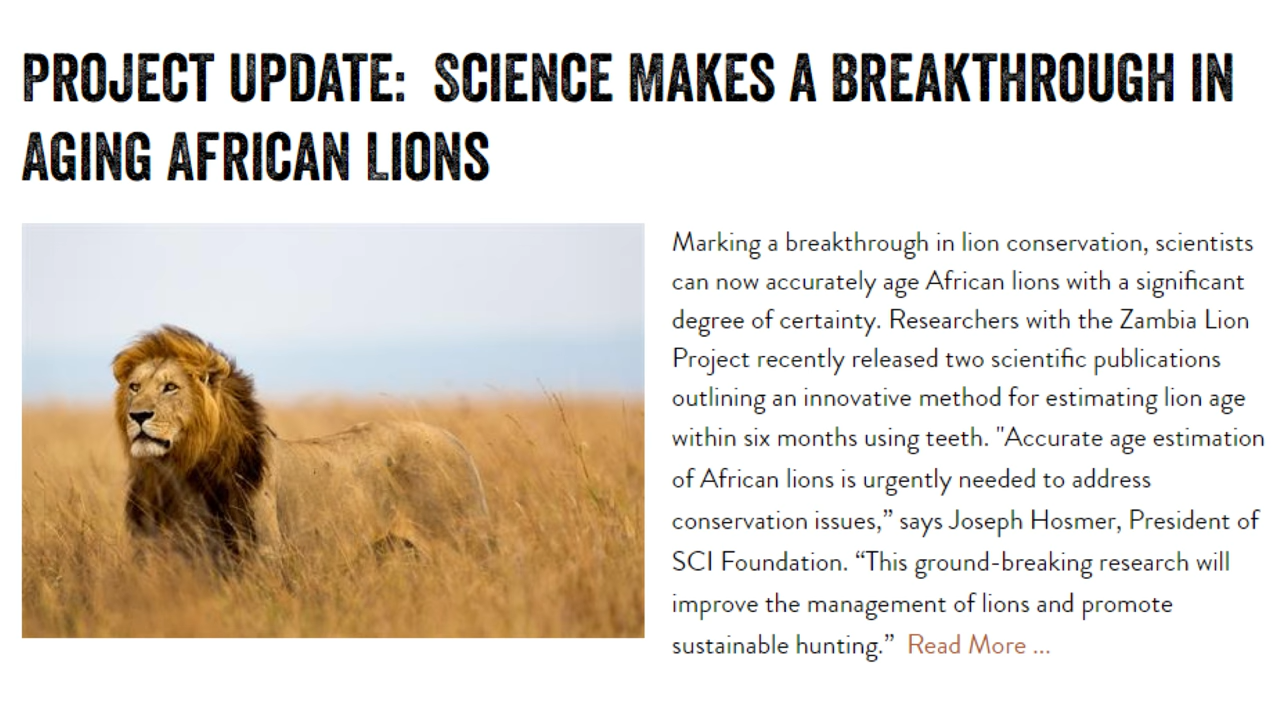 PROJECT UPDATE: SCIENCE MAKES A BREAKTHROUGH IN
AGING AFRICAN LIONS
Marking a breakthrough in lion conservation, scientists
can now accurately age African lions with a significant
degree of certainty. Researchers with the Zambia Lion
Project recently released two scientific publications
outlining an innovative method for estimating lion age
within six months using teeth. "Accurate age estimation
of African lions is urgently needed to address
conservation issues,” says Joseph Hosmer, President of
SCI Foundation. “This ground-breaking research will
improve the management of lions and promote
sustainable hunting.” Read More ...